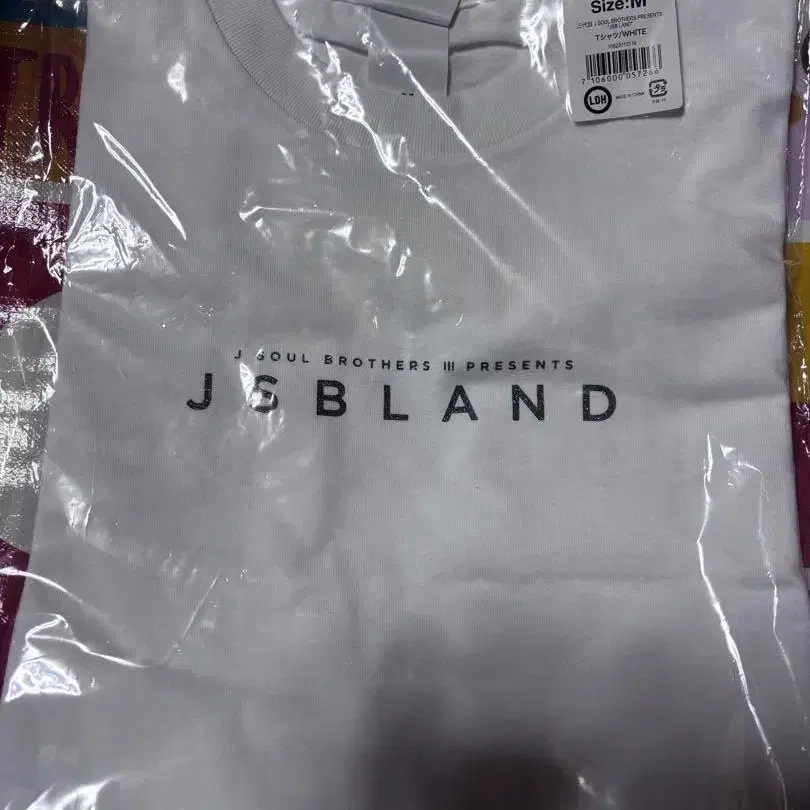 Size:M
三代目 J SOUL BROTHERS PRESENTS
"JSB LAND"
Tシャツ/WHITE
7106000057266
LDH
MADE IN CHINA
J SOUL BROTHERS III PRESENTS
JSBLAND